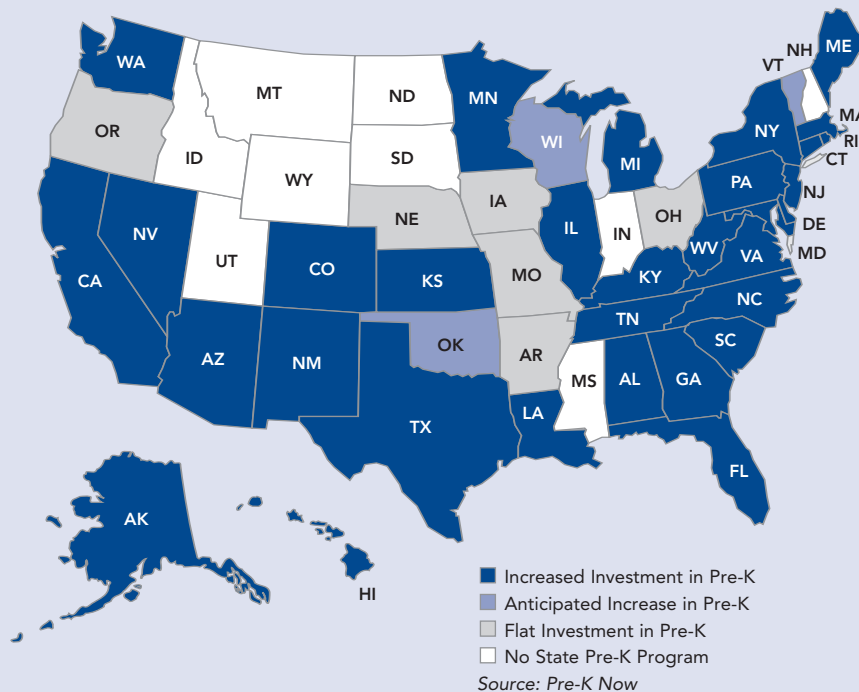 ME
NH
VT
WA
MT
ND
MN
MA
OR
NY
RI
ID
SD
WI
MI
CT
WY
PA
NJ
IA
NE
OH
NV
IL
IN
DE
UT
WV
CO
VA
MD
CA
KS
MO
KY
NC
TN
OK
SC
AZ
NM
AR
MS
AL
GA
LA
TX
FL
AK
HI
Increased Investment in Pre-K
Anticipated Increase in Pre-K
Flat Investment in Pre-K
No State Pre-K Program
Source: Pre-K Now